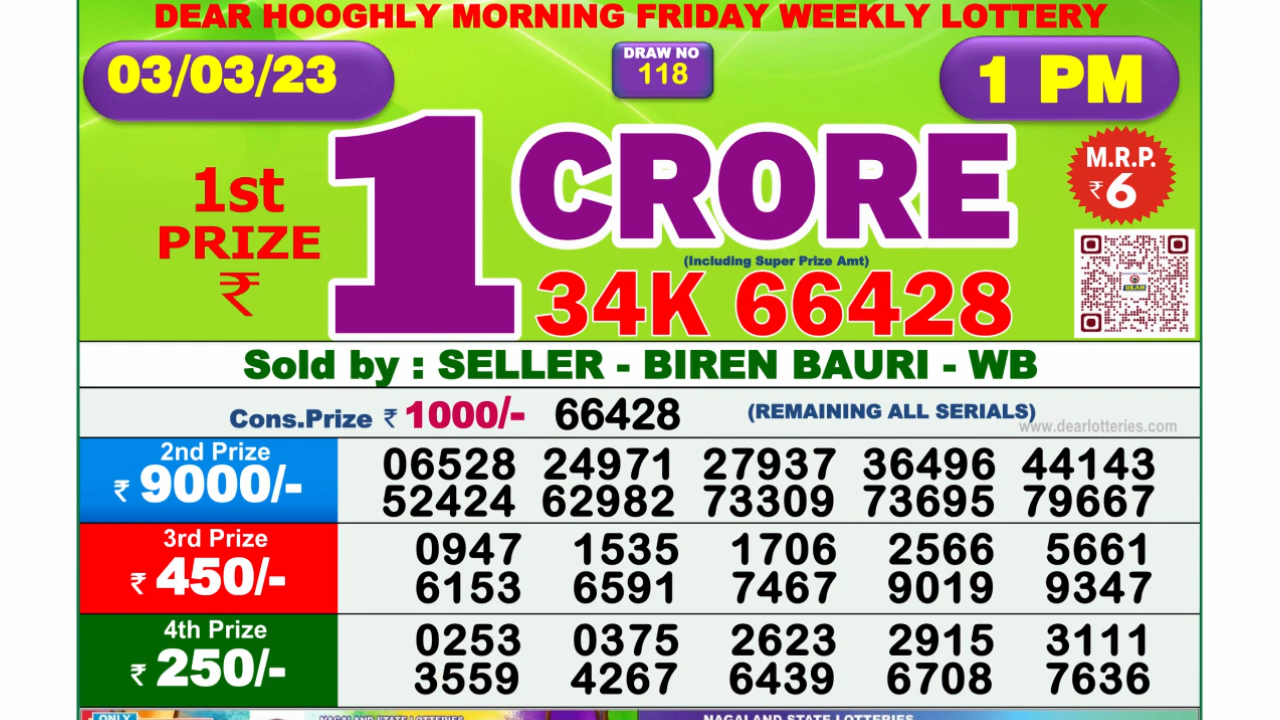 DEAR HOOGHLY MORNING FRIDAY WEEKLY LOTTERY
03/03/23
DRAW NO
118
1 PM
1st
PRIZE
₹
1 CRORE
(Including Super Prize Amt)
34K 66428
M.R.P.
₹6
Sold by : SELLER - BIREN BAURI - WB
Cons.Prize ₹ 1000/- 66428 (REMAINING ALL SERIALS)
www.dearlotteries.com
2nd Prize
₹ 9000/-
06528 24971 27937 36496 44143
52424 62982 73309 73695 79667
3rd Prize
₹ 450/-
0947 1535 1706 2566 5661
6153 6591 7467 9019 9347
4th Prize
₹ 250/-
0253 0375 2623 2915 3111
3559 4267 6439 6708 7636
ONLY
NAGALAND STATE LOTTERIES
NAGALAND STATE LOTTERIES